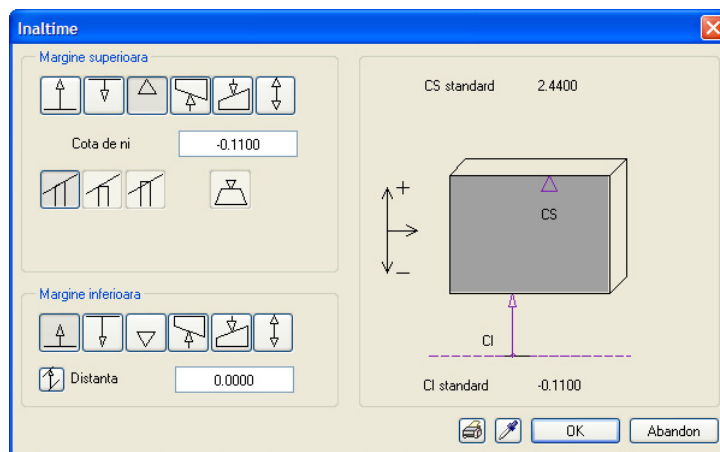 Inaltime
Margine superioara
Cota de ni
-0.1100
CS standard
2.4400
+
CS
−
Margine inferioara
Distanta
0.0000
CI
CI standard
-0.1100
OK
Abandon